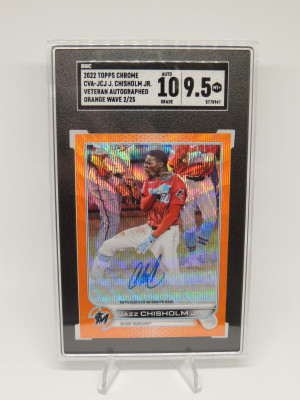 SGC
2022 TOPPS CHROME
CVA-JCJ J. CHISHOLM JR.
VETERAN AUTOGRAPHED
ORANGE WAVE 2/25
AUTO
10
GRADE
9.5
MT+
5778947
JAZZ CHISHOLM JR.